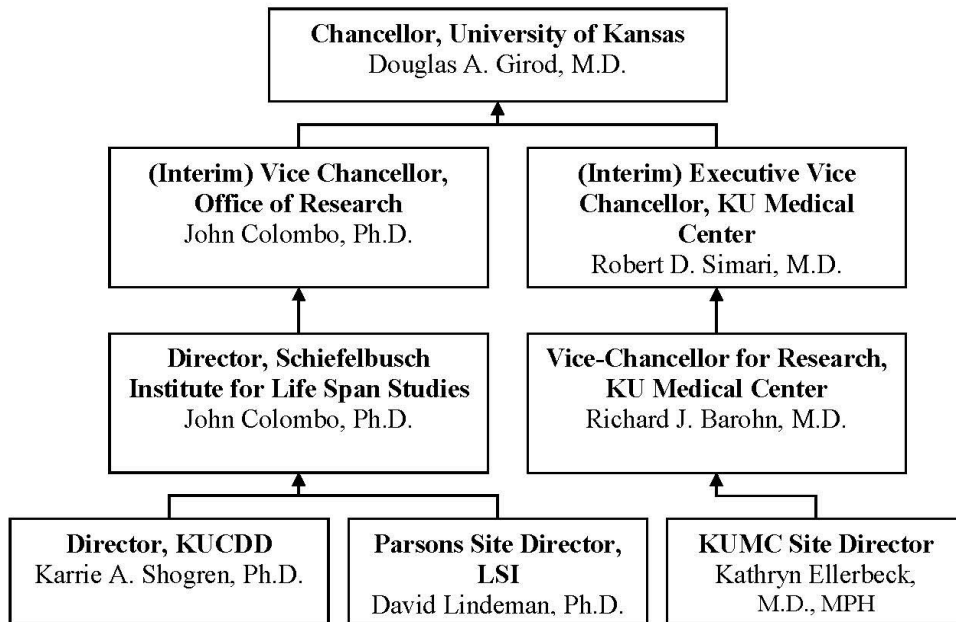 Chancellor, University of Kansas
Douglas A. Girod, M.D.
(Interim) Vice Chancellor,
Office of Research
John Colombo, Ph.D.
(Interim) Executive Vice
Chancellor, KU Medical
Center
Robert D. Simari, M.D.
Director, Schiefelbusch
Institute for Life Span Studies
John Colombo, Ph.D.
Vice-Chancellor for Research,
KU Medical Center
Richard J. Barohn, M.D.
Director, KUCDD
Karrie A. Shogren, Ph.D.
Parsons Site Director,
LSI
David Lindeman, Ph.D.
KUMC Site Director
Kathryn Ellerbeck,
M.D., MPH